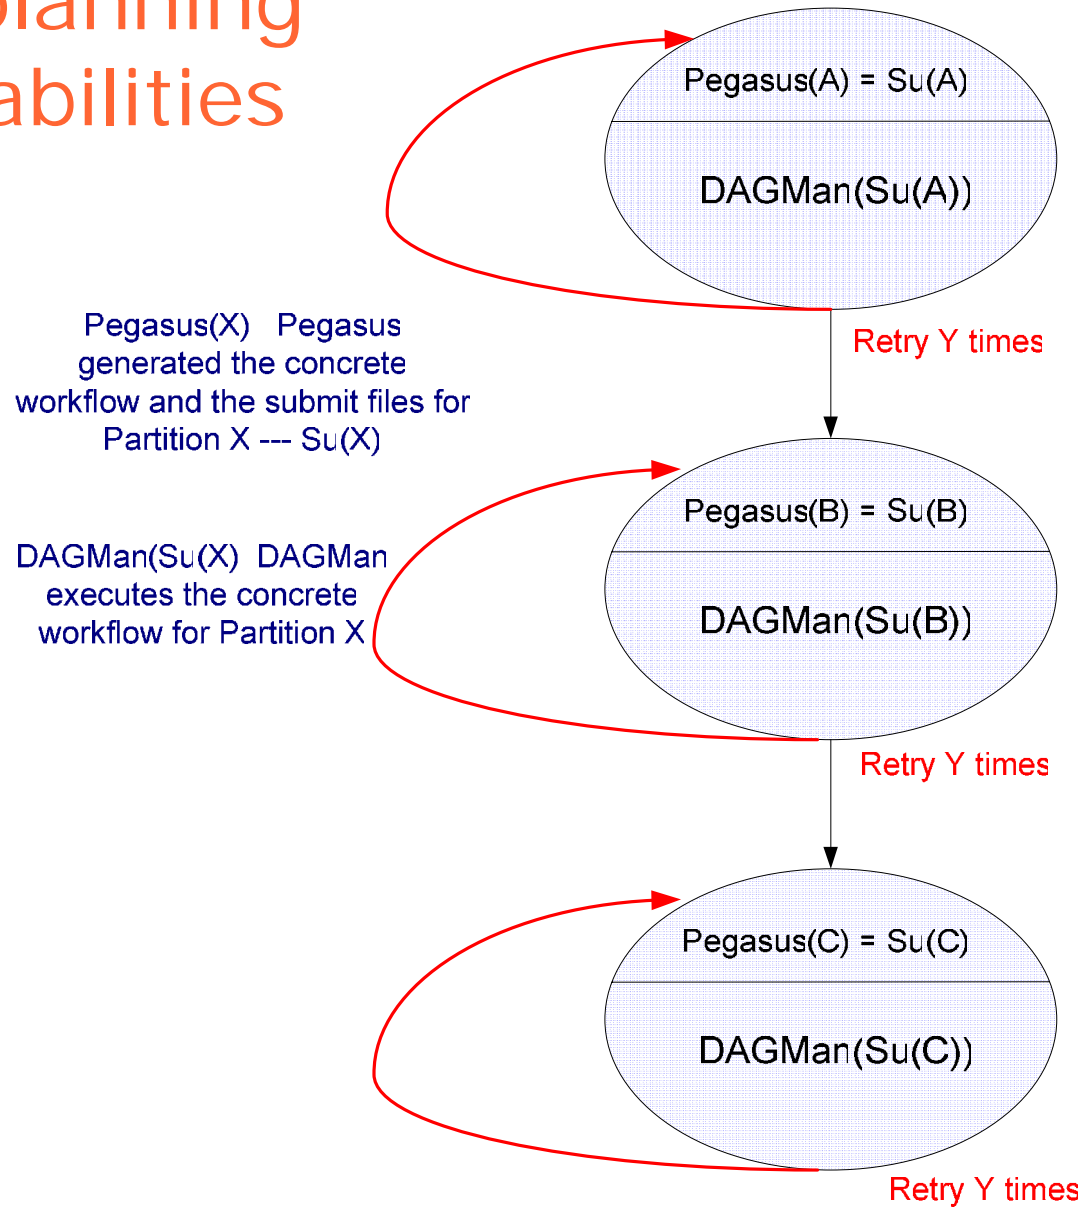 planning
abilities
Pegasus(A) = Su(A)
DAGMan(Su(A))
Retry Y times
Pegasus(X)   Pegasus
generated the concrete
workflow and the submit files for
Partition X --- Su(X)
Pegasus(B) = Su(B)
DAGMan(Su(X)  DAGMan
executes the concrete
workflow for Partition X
DAGMan(Su(B))
Retry Y times
Pegasus(C) = Su(C)
DAGMan(Su(C))
Retry Y times